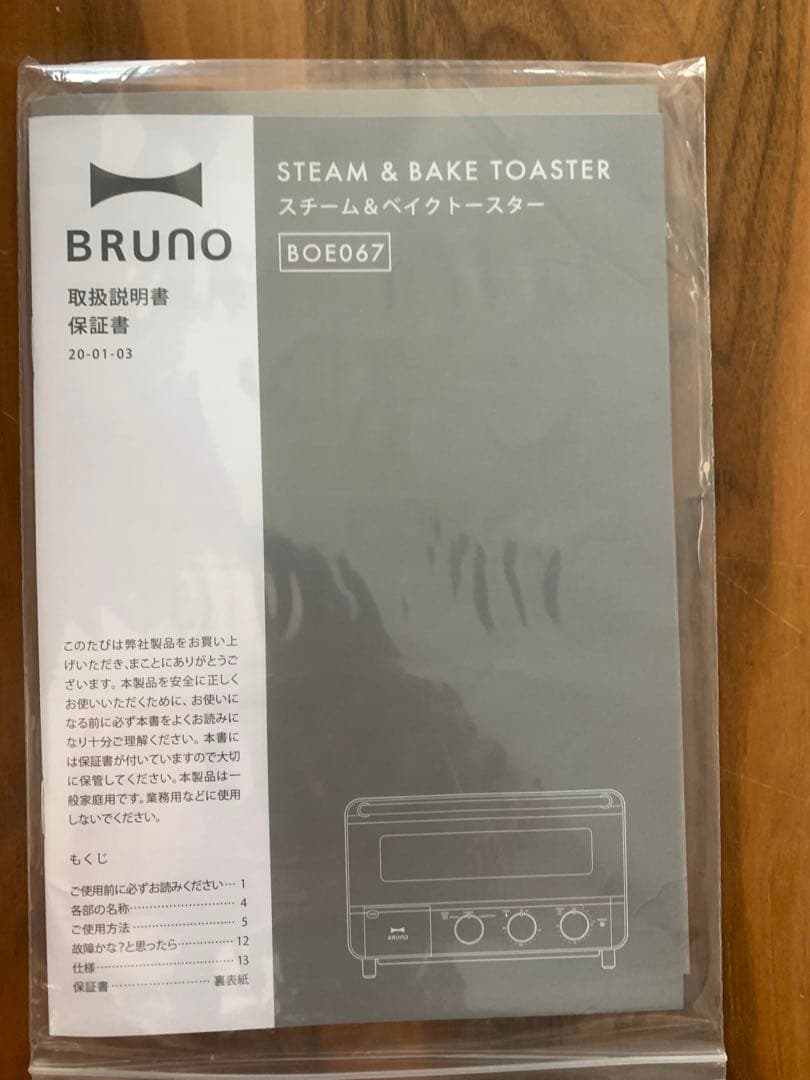 BRUNO
取扱説明書
保証書
20-01-03
STEAM & BAKE TOASTER
スチーム&ベイクトースター
BOE067
このたびは弊社製品をお買い上
げいただき、まことにありがとうご
ざいます。本製品を安全に正しく
お使いいただくために、お使いに
なる前に必ず本書をよくお読みに
なり十分ご理解ください。本書に
は保証書が付いていますので大切
に保管してください。本製品は一
般家庭用です。業務用などに使用
しないでください。
もくじ
ご使用前に必ずお読みください… 1
各部の名称…………………… 4
ご使用方法…………………… 5
故障かな?と思ったら…………… 12
仕様………………………… 13
保証書…………………… 裏表紙
BRUNO